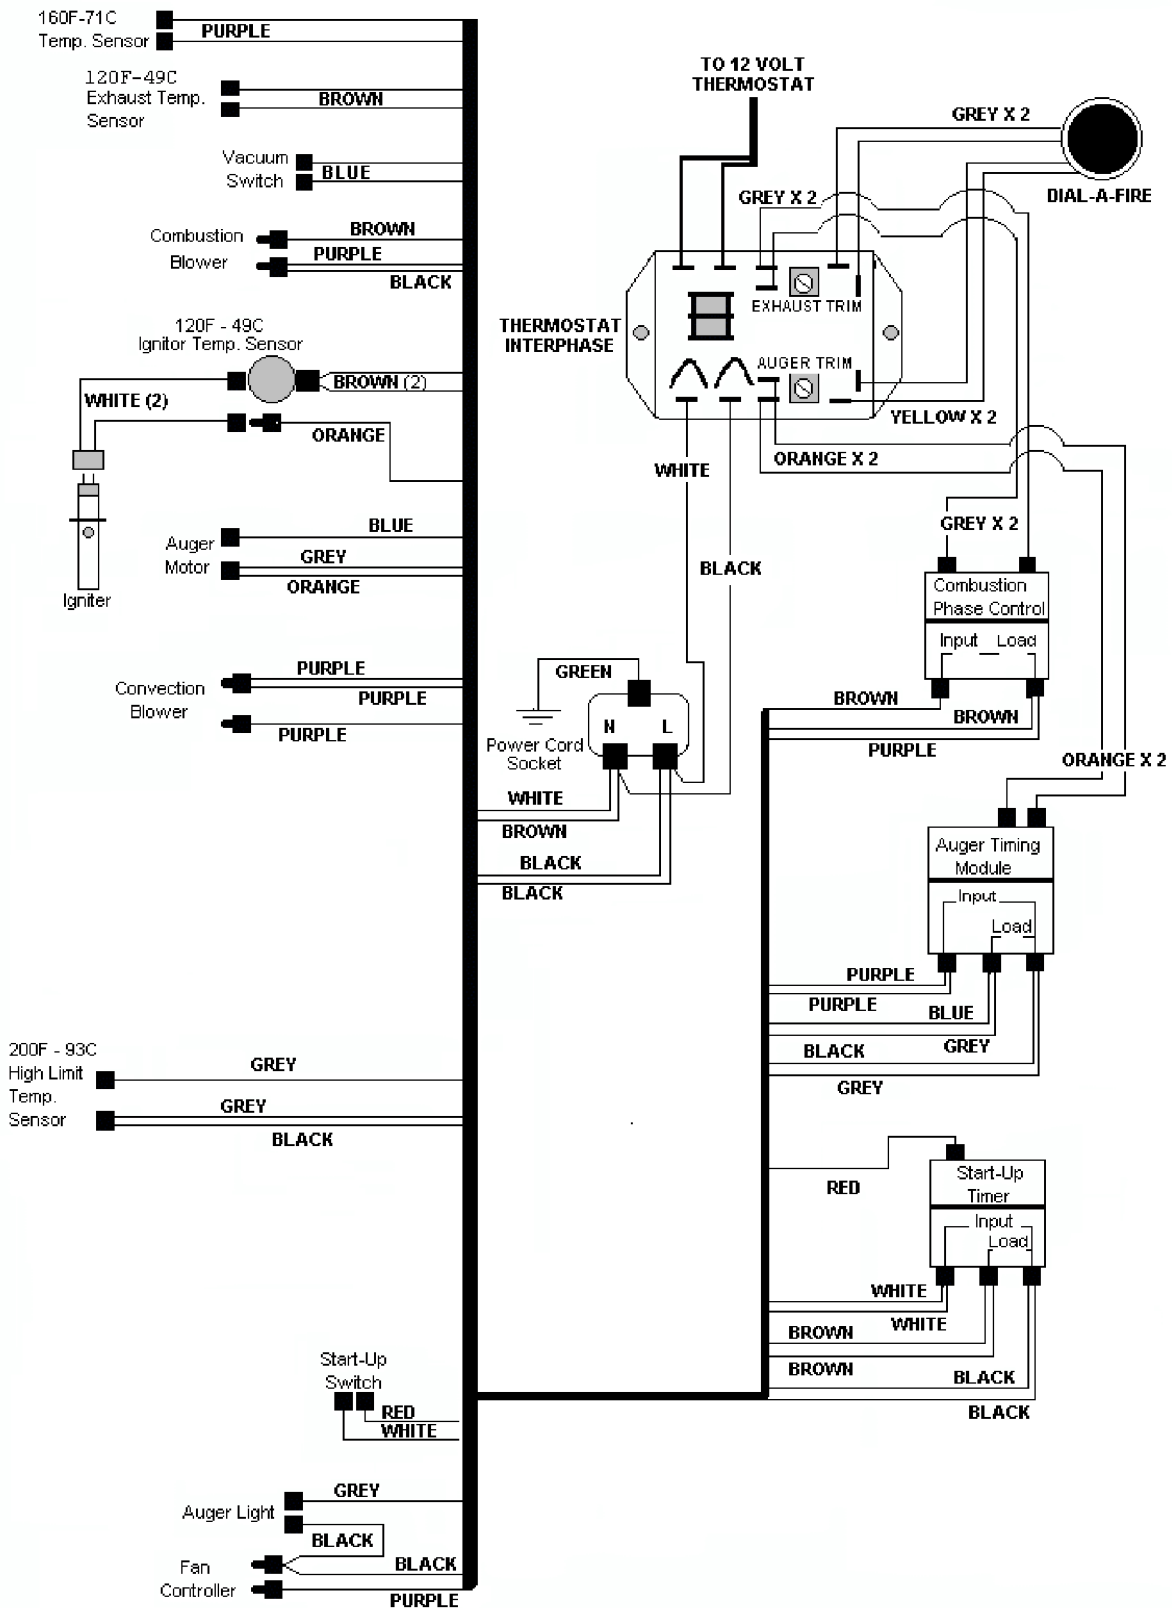 160F-71C
Temp. Sensor
PURPLE
120F-49C
Exhaust Temp.
Sensor
BROWN
Vacuum
Switch
BLUE
Combustion
Blower
BROWN
PURPLE
BLACK
120F - 49C
Ignitor Temp. Sensor
BROWN (2)
WHITE (2)
ORANGE
Igniter
Auger
Motor
BLUE
GREY
ORANGE
Convection
Blower
PURPLE
PURPLE
PURPLE
200F - 93C
High Limit
Temp.
Sensor
GREY
GREY
BLACK
Start-Up
Switch
RED
WHITE
Auger Light
GREY
BLACK
Fan
Controller
BLACK
PURPLE
TO 12 VOLT
THERMOSTAT
GREY X 2
DIAL-A-FIRE
GREY X 2
EXHAUST TRIM
THERMOSTAT
INTERPHASE
AUGER TRIM
YELLOW X 2
WHITE
ORANGE X 2
BLACK
GREY X 2
Combustion
Phase Control
Input Load
BROWN
BROWN
PURPLE
ORANGE X 2
GREEN
N L
Power Cord
Socket
WHITE
BROWN
BLACK
BLACK
Auger Timing
Module
Input
Load
PURPLE
PURPLE
BLUE
GREY
BLACK
GREY
RED
Start-Up
Timer
Input
Load
WHITE
WHITE
BROWN
BROWN
BLACK
BLACK